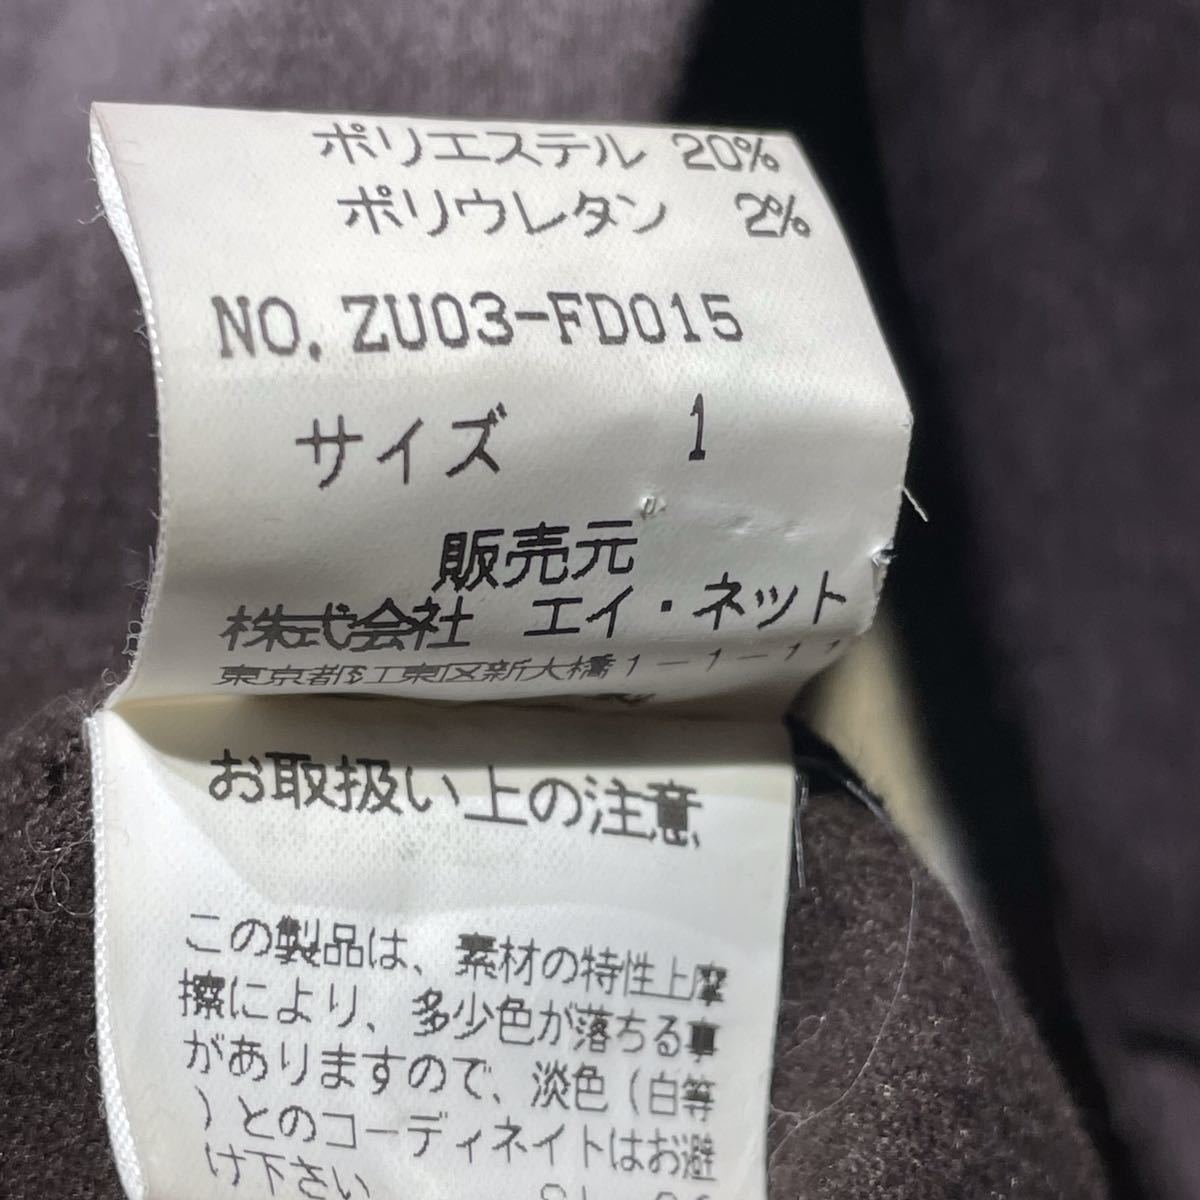 ポリエステル 20%
ポリウレタン 2%
NO.ZU03-FD015
サイズ 1
販売元
株式会社 エイ・ネット
東京都江東区新大橋1-1-11
お取扱い上の注意
この製品は、素材の特性上摩
擦により、多少色が落ちる事
がありますので、淡色(白等
)とのコーディネイトはお避
け下さい